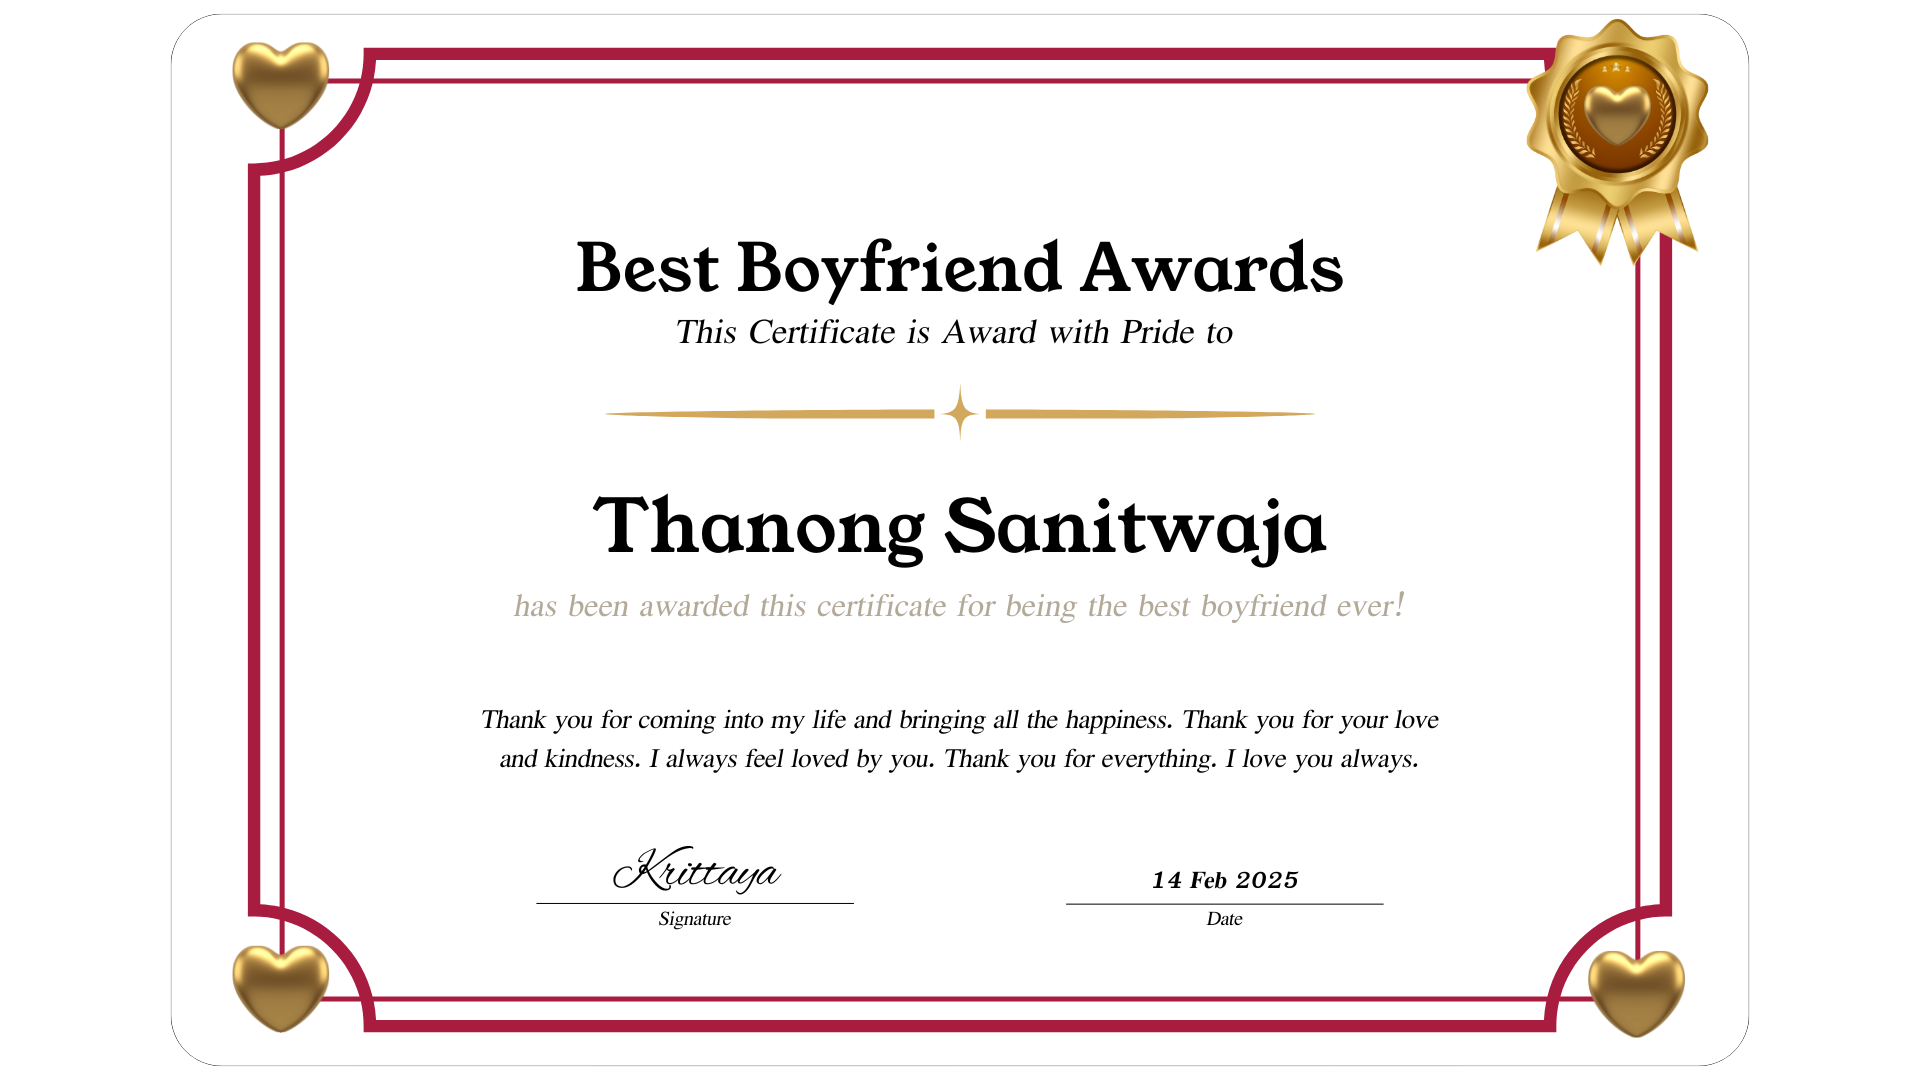 Best Boyfriend Awards
This Certificate is Award with Pride to
Thanong Sanitwaja
has been awarded this certificate for being the best boyfriend ever!
Thank you for coming into my life and bringing all the happiness. Thank you for your love
and kindness. I always feel loved by you. Thank you for everything. I love you always.
Krittaya
Signature
14 Feb 2025
Date